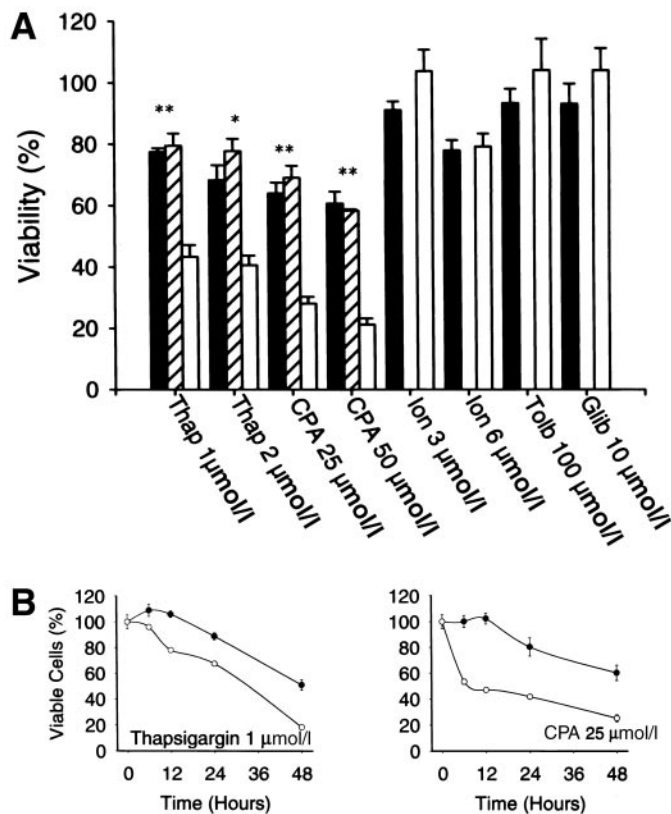 A
Viability (%)
120
100
80
60
40
20
0
**
*
**
**
Thap 1μmol/l
Thap 2 μmol/l
CPA 25 μmol/l
CPA 50 μmol/l
Ion 3 μmol/l
Ion 6 μmol/l
Tolb 100 μmol/l
Glib 10 μmol/l
B
Viable Cells (%)
120
100
80
60
40
20
0
Thapsigargin 1 μmol/l
0 12 24 36 48
Time (Hours)
120
100
80
60
40
20
0
CPA 25 μmol/l
0 12 24 36 48
Time (Hours)